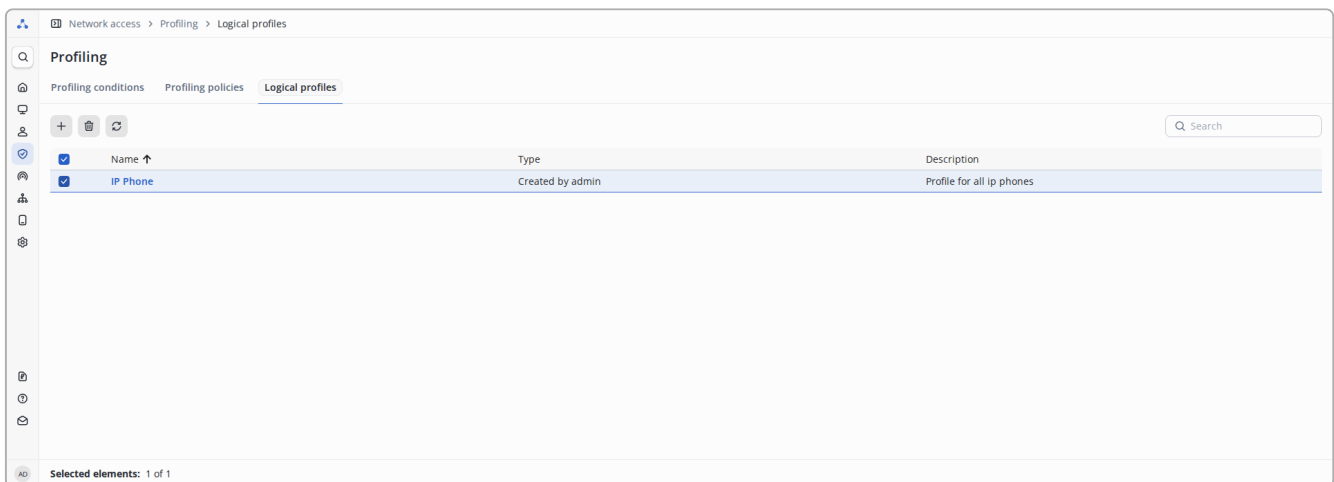 Network access > Profiling > Logical profiles
Profiling
Profiling conditions Profiling policies Logical profiles
Search
Name Type Description
IP Phone Created by admin Profile for all ip phones
AD Selected elements: 1 of 1